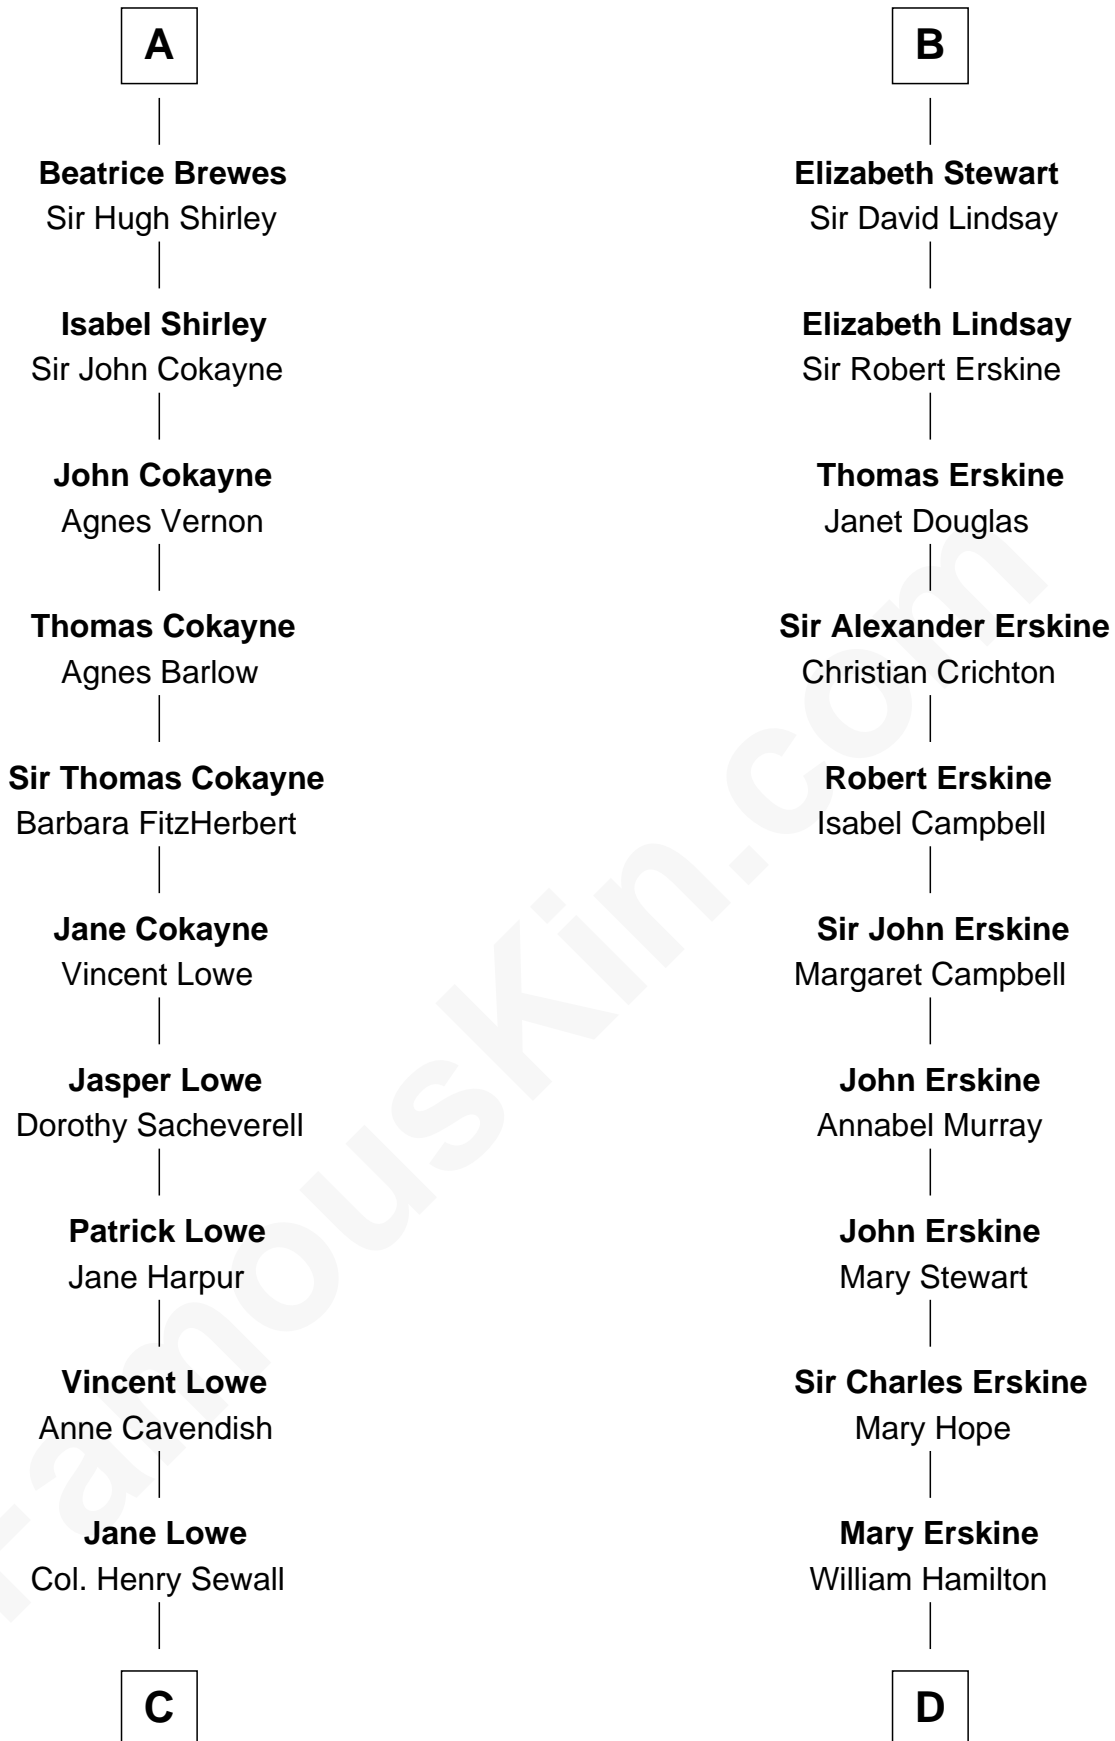 A
Beatrice Brewes
Sir Hugh Shirley
Isabel Shirley
Sir John Cokayne
John Cokayne
Agnes Vernon
Thomas Cokayne
Agnes Barlow
Sir Thomas Cokayne
Barbara FitzHerbert
Jane Cokayne
Vincent Lowe
Jasper Lowe
Dorothy Sacheverell
Patrick Lowe
Jane Harpur
Vincent Lowe
Anne Cavendish
Jane Lowe
Col. Henry Sewall
C
B
Elizabeth Stewart
Sir David Lindsay
Elizabeth Lindsay
Sir Robert Erskine
Thomas Erskine
Janet Douglas
Sir Alexander Erskine
Christian Crichton
Robert Erskine
Isabel Campbell
Sir John Erskine
Margaret Campbell
John Erskine
Annabel Murray
John Erskine
Mary Stewart
Sir Charles Erskine
Mary Hope
Mary Erskine
William Hamilton
D
FamousKin.com